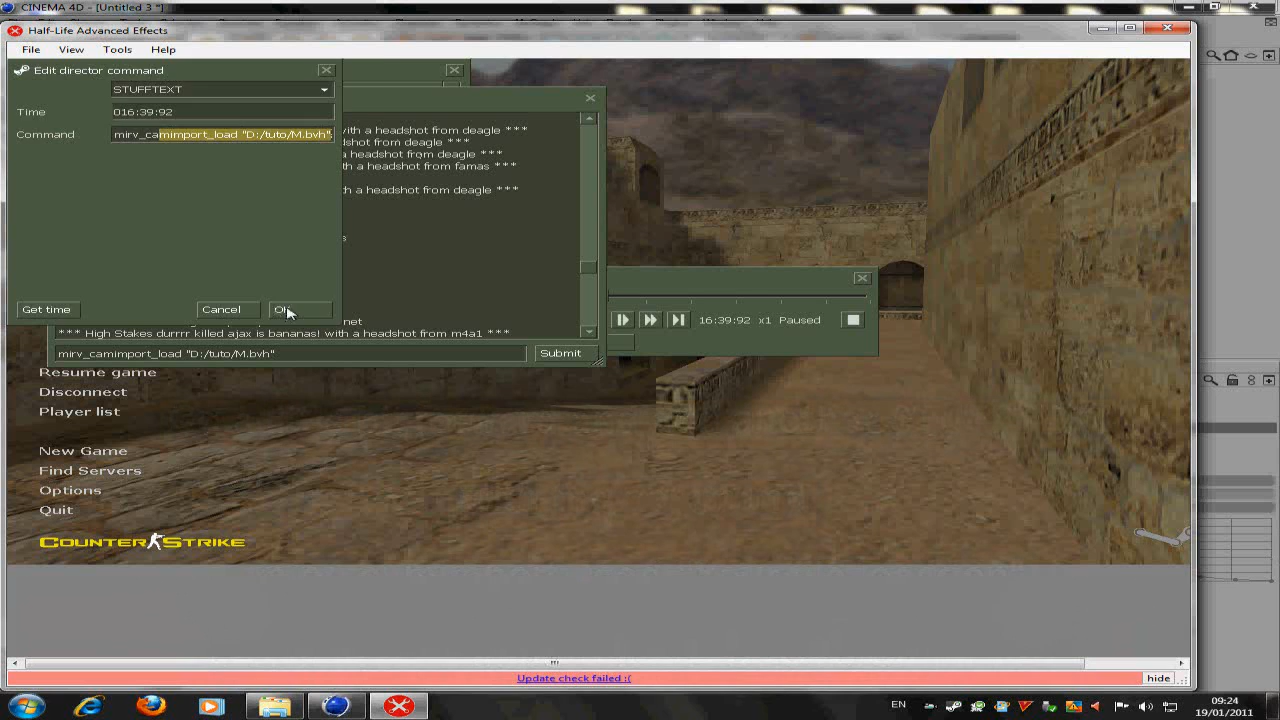 CINEMA 4D - [Untitled 3 *]
Half-Life Advanced Effects
File View Tools Help
Edit director command
STUFFTEXT
Time 016:39:92
Command mirv_camimport_load "D:/tuto/M.bvh"
with a headshot from deagle ***
dshot from deagle ***
a headshot from deagle ***
th a headshot from famas ***
th a headshot from deagle ***
s
Get time Cancel OK
net
*** High Stakes durrrr killed ajax is bananas! with a headshot from m4a1 ***
mirv_camimport_load "D:/tuto/M.bvh" Submit
16:39:92 x1 Paused
Resume game
Disconnect
Player list
New Game
Find Servers
Options
Quit
COUNTER STRIKE
Update check failed :( hide
EN
09:24
19/01/2011